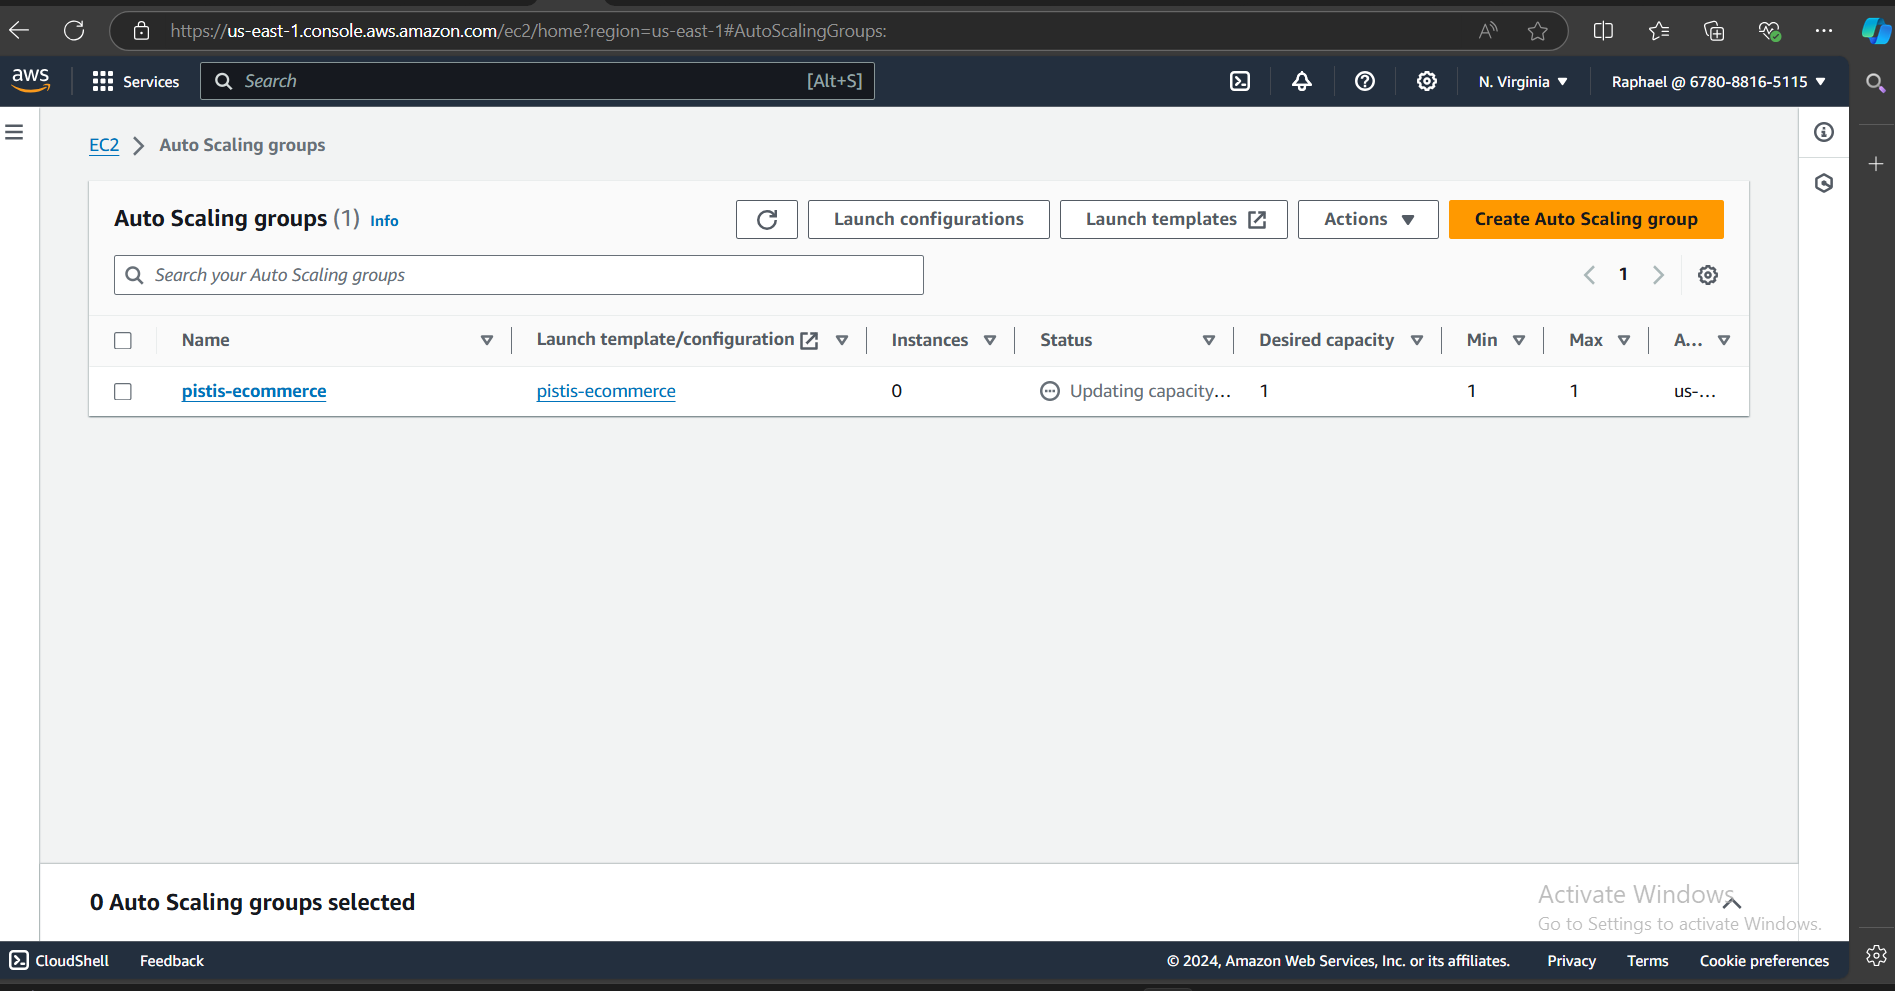 https://us-east-1.console.aws.amazon.com/ec2/home?region=us-east-1#AutoScalingGroups:
aws
Services
Search
[Alt+S]
N. Virginia
Raphael @ 6780-8816-5115
EC2
Auto Scaling groups
Auto Scaling groups (1) Info
Launch configurations
Launch templates
Actions
Create Auto Scaling group
Search your Auto Scaling groups
1
Name
Launch template/configuration
Instances
Status
Desired capacity
Min
Max
A...
pistis-ecommerce
pistis-ecommerce
0
Updating capacity...
1
1
1
us-...
0 Auto Scaling groups selected
Activate Windows
Go to Settings to activate Windows.
CloudShell
Feedback
© 2024, Amazon Web Services, Inc. or its affiliates.
Privacy
Terms
Cookie preferences